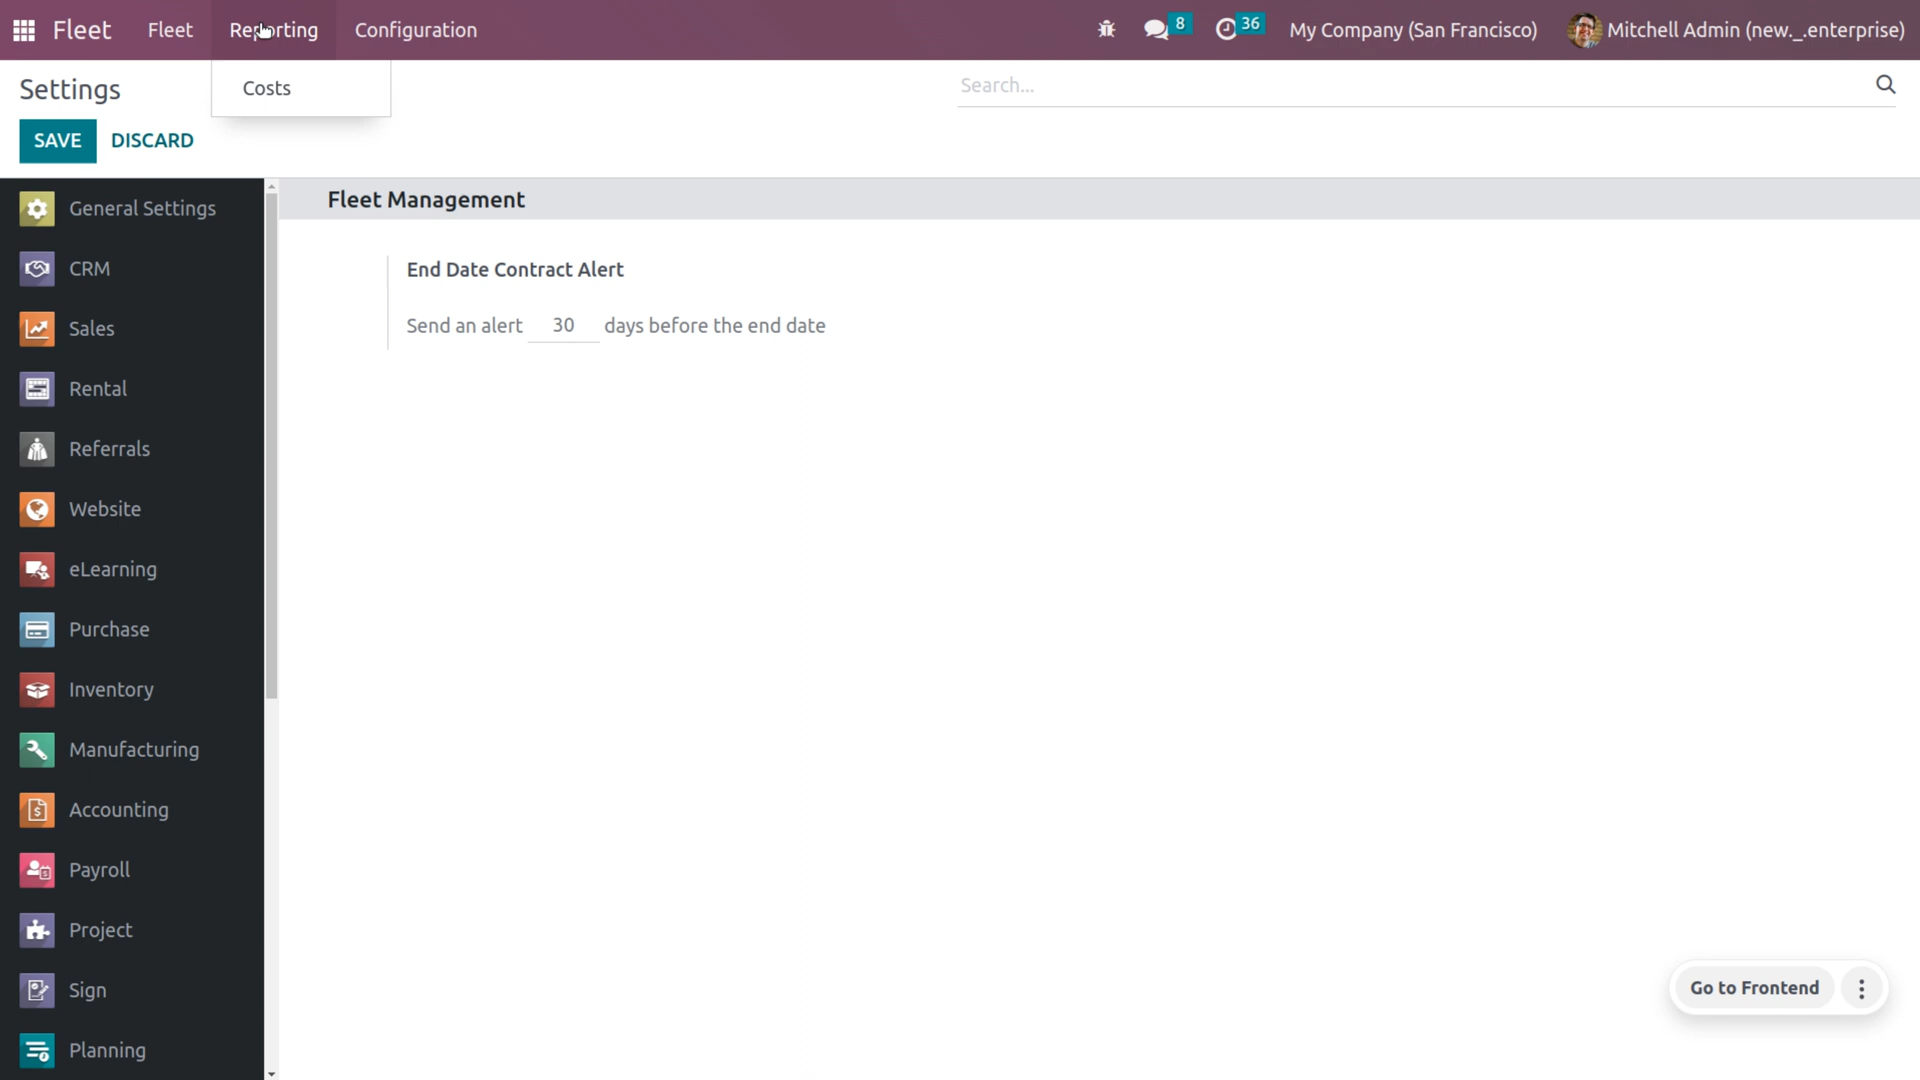 Fleet Fleet Reporting Configuration 8 36 My Company (San Francisco) Mitchell Admin (new._.enterprise)
Settings
Costs
Search...
SAVE DISCARD
General Settings
CRM
Sales
Rental
Referrals
Website
eLearning
Purchase
Inventory
Manufacturing
Accounting
Payroll
Project
Sign
Planning
Fleet Management
End Date Contract Alert
Send an alert 30 days before the end date
Go to Frontend